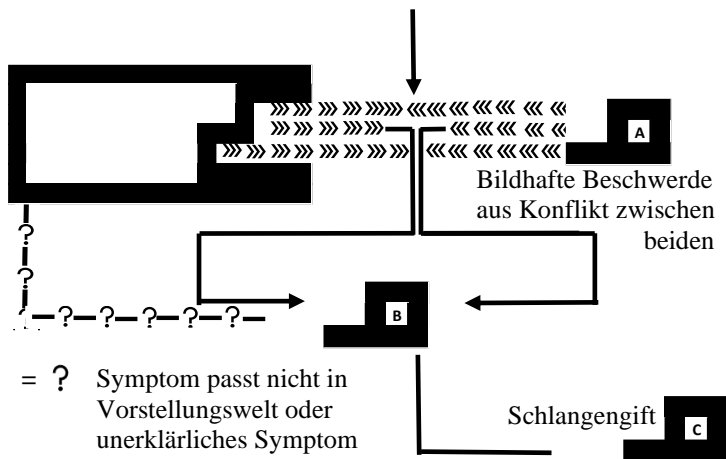 A
Bildhafte Beschwerde
aus Konflikt zwischen
beiden
?
?
? ? ? ? ?
B
= ? Symptom passt nicht in
Vorstellungswelt oder
unerklärliches Symptom
Schlangengift
C